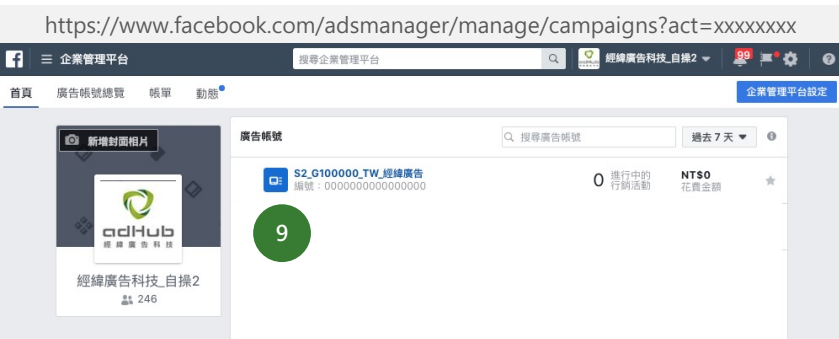 https://www.facebook.com/adsmanager/manage/campaigns?act=xxxxxxxx
企業管理平台
搜尋企業管理平台
經緯廣告科技_自操2
99
首頁
廣告帳號總覽
帳單
動態
企業管理平台設定
新增封面相片
adHub
經緯廣告科技
經緯廣告科技_自操2
246
廣告帳號
搜尋廣告帳號
過去 7 天
S2_G100000_TW_經緯廣告
編號：0000000000000000
0 進行中的
行銷活動
NT$0
花費金額
9